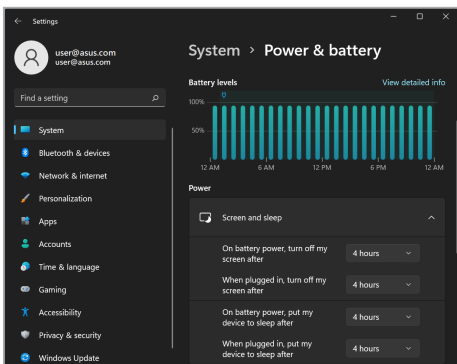 Settings
user@asus.com
user@asus.com
Find a setting
System
Bluetooth & devices
Network & internet
Personalization
Apps
Accounts
Time & language
Gaming
Accessibility
Privacy & security
Windows Update
System > Power & battery
Battery levels
View detailed info
100%
50%
12 AM 6 AM 12 PM 6 PM 12 AM
Power
Screen and sleep
On battery power, turn off my
screen after
4 hours
When plugged in, turn off my
screen after
4 hours
On battery power, put my
device to sleep after
4 hours
When plugged in, put my
device to sleep after
4 hours